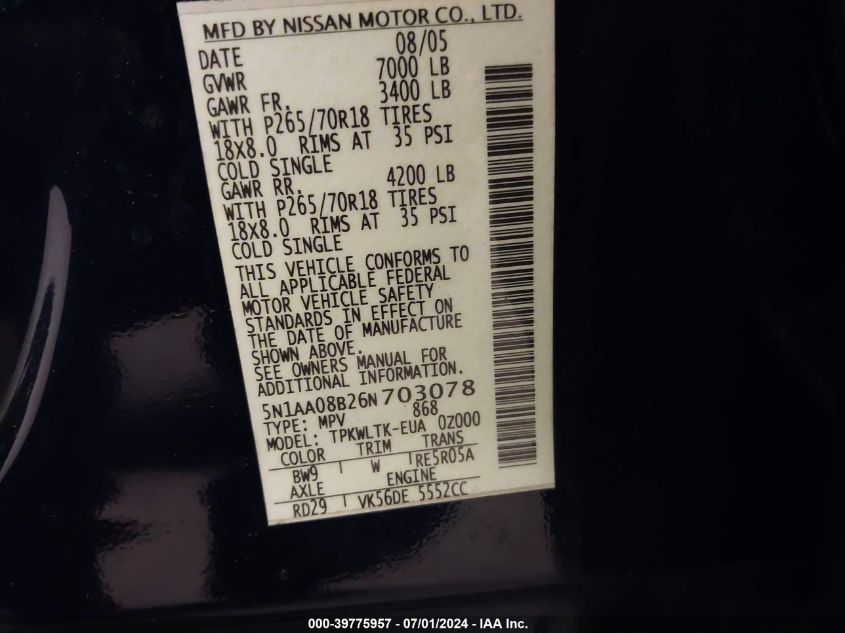 MFD BY NISSAN MOTOR CO., LTD.
DATE 08/05
GVWR 7000 LB
GAWR FR. 3400 LB
WITH P265/70R18 TIRES
18X8.0 RIMS AT 35 PSI
COLD SINGLE
GAWR RR. 4200 LB
WITH P265/70R18 TIRES
18X8.0 RIMS AT 35 PSI
COLD SINGLE
THIS VEHICLE CONFORMS TO
ALL APPLICABLE FEDERAL
MOTOR VEHICLE SAFETY
STANDARDS IN EFFECT ON
THE DATE OF MANUFACTURE
SHOWN ABOVE.
SEE OWNERS MANUAL FOR
ADDITIONAL INFORMATION.
5N1AA08B26N703078
TYPE: MPV 868
MODEL: TPKWLTK-EUA 0Z000
COLOR TRIM TRANS
BW9 W RE5R05A
AXLE ENGINE
RD29 VK56DE 5552CC
000-39775957 - 07/01/2024 - IAA Inc.